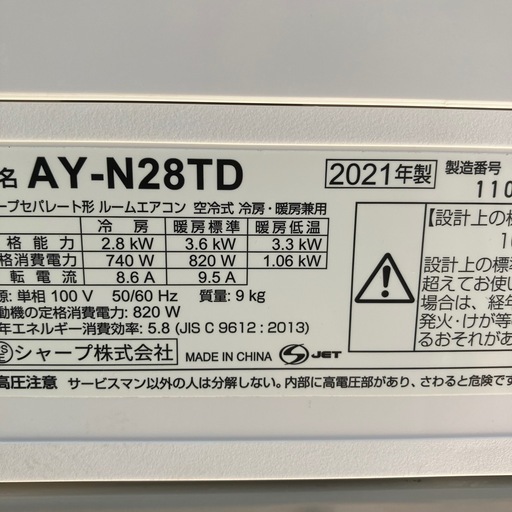 名 AY-N28TD 2021年製 製造番号
110
ープセパレート形 ルームエアコン 空冷式 冷房・暖房兼用
冷房 暖房標準 暖房低温
格能力 2.8 kW 3.6 kW 3.3 kW
格消費電力 740 W 820 W 1.06 kW
転電流 8.6 A 9.5 A
源: 単相 100 V 50/60 Hz 質量: 9 kg
動機の定格消費電力: 820 W
年エネルギー消費効率: 5.8 (JIS C 9612 : 2013)
シャープ株式会社 MADE IN CHINA S JET
高圧注意 サービスマン以外の人は分解しない。内部に高電圧部があり、さわると危険です
【設計上の標
10
設計上の標準
超えてお使い
場合は、経年
発火・けが等
るおそれがあ